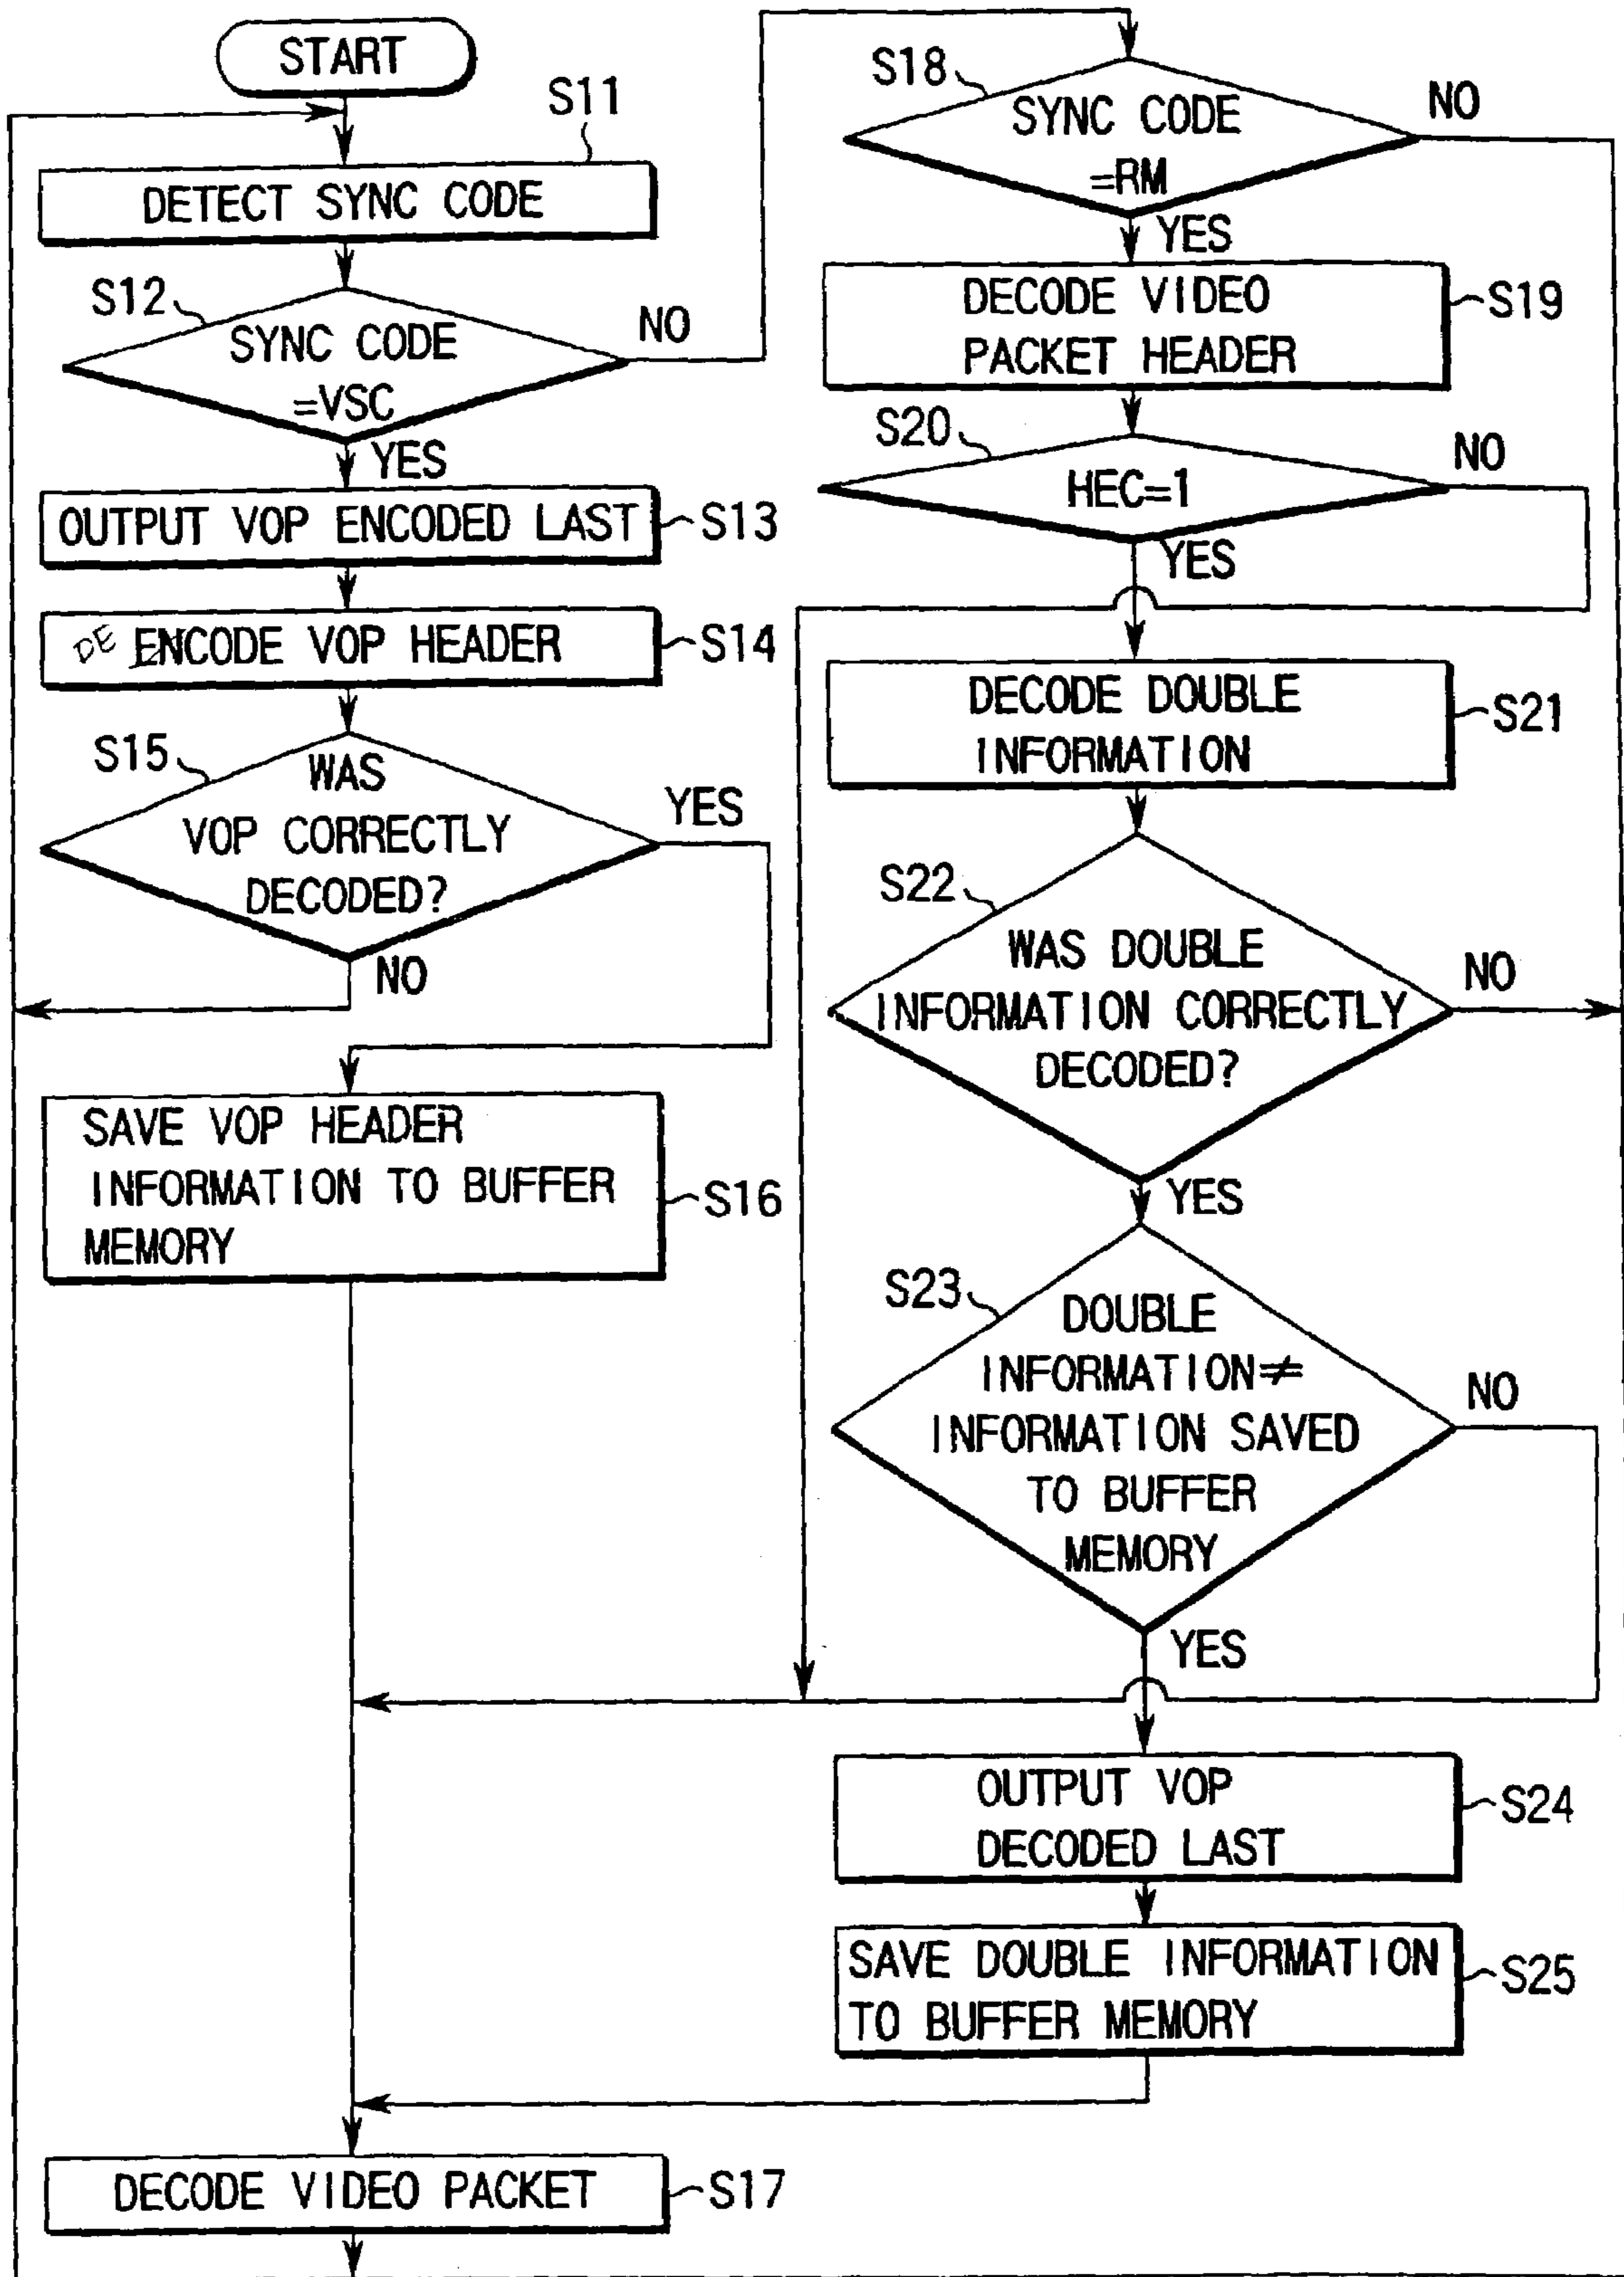 START
S11
DETECT SYNC CODE
S12
SYNC CODE
=VSC
NO
YES
OUTPUT VOP ENCODED LAST
S13
DE ENCODE VOP HEADER
S14
S15
WAS
VOP CORRECTLY
DECODED?
YES
NO
SAVE VOP HEADER
INFORMATION TO BUFFER
MEMORY
S16
DECODE VIDEO PACKET
S17
S18
SYNC CODE
=RM
NO
YES
DECODE VIDEO
PACKET HEADER
S19
S20
HEC=1
NO
YES
DECODE DOUBLE
INFORMATION
S21
S22
WAS DOUBLE
INFORMATION CORRECTLY
DECODED?
NO
YES
S23
DOUBLE
INFORMATION≠
INFORMATION SAVED
TO BUFFER
MEMORY
NO
YES
OUTPUT VOP
DECODED LAST
S24
SAVE DOUBLE INFORMATION
TO BUFFER MEMORY
S25